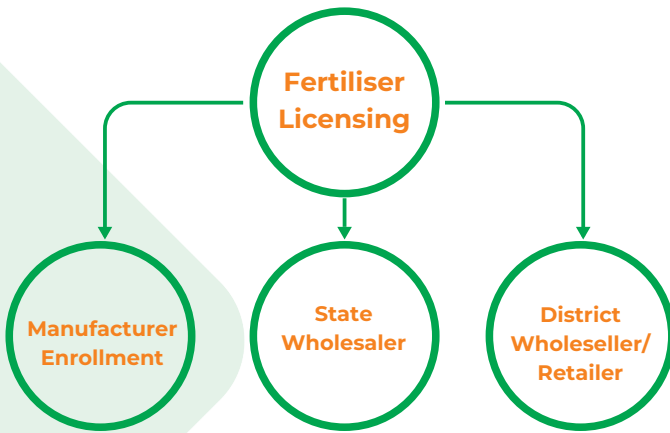 Fertiliser
Licensing
Manufacturer
Enrollment
State
Wholesaler
District
Wholeseller/
Retailer